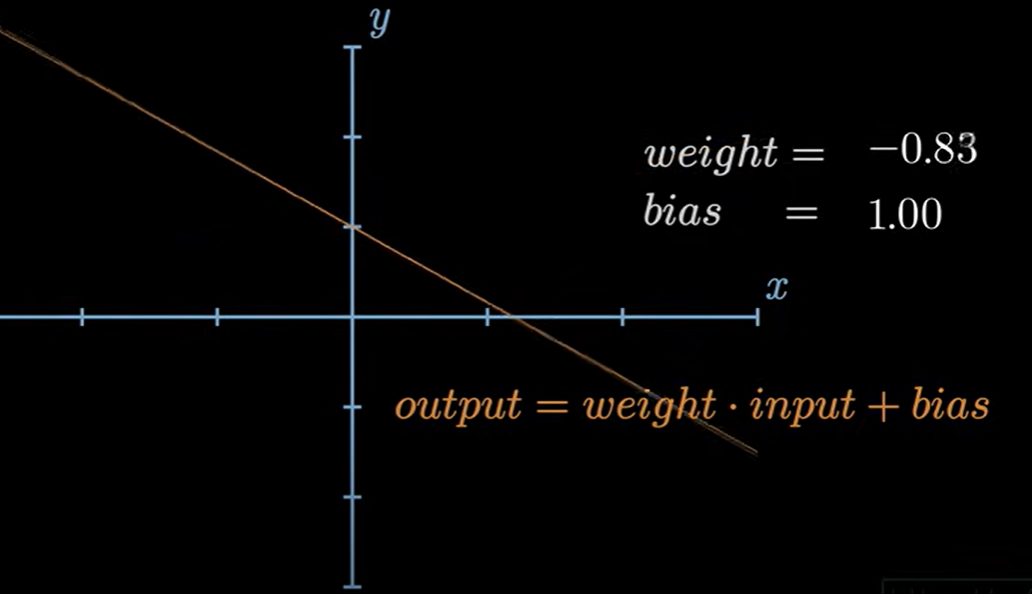 y
weight = −0.83
bias = 1.00
x
output = weight · input + bias